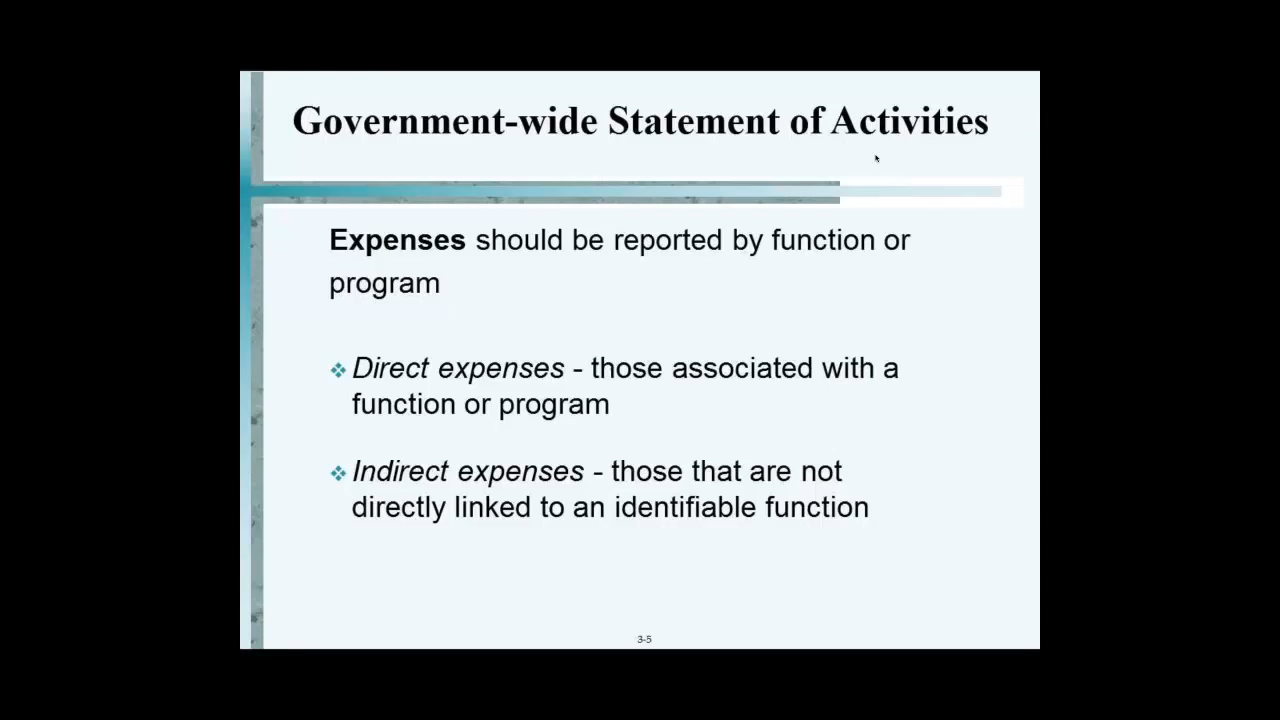 Government-wide Statement of Activities
Expenses should be reported by function or
program
Direct expenses - those associated with a
function or program
Indirect expenses - those that are not
directly linked to an identifiable function
3-5